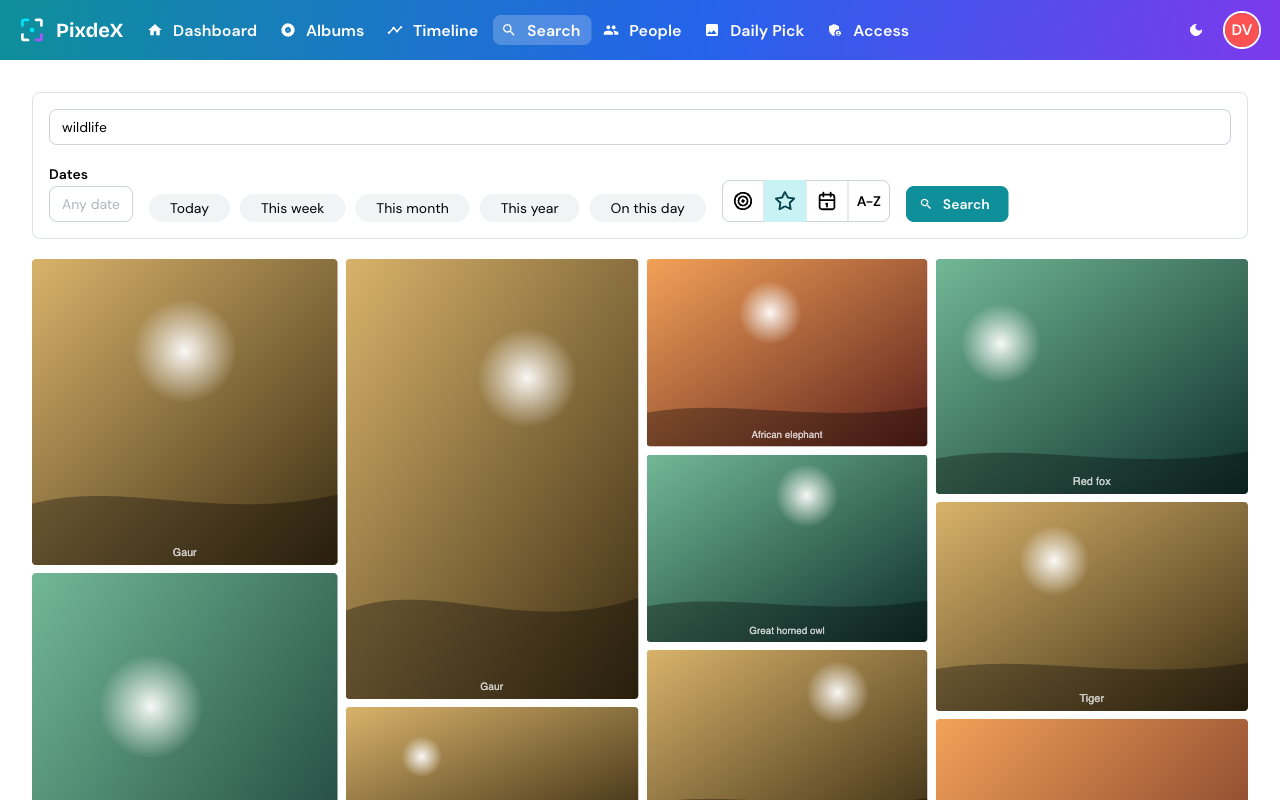 PixdeX
Dashboard
Albums
Timeline
Search
People
Daily Pick
Access
DV
wildlife
Dates
Any date
Today
This week
This month
This year
On this day
1
A-Z
Search
Gaur
Gaur
African elephant
Great horned owl
Red fox
Tiger